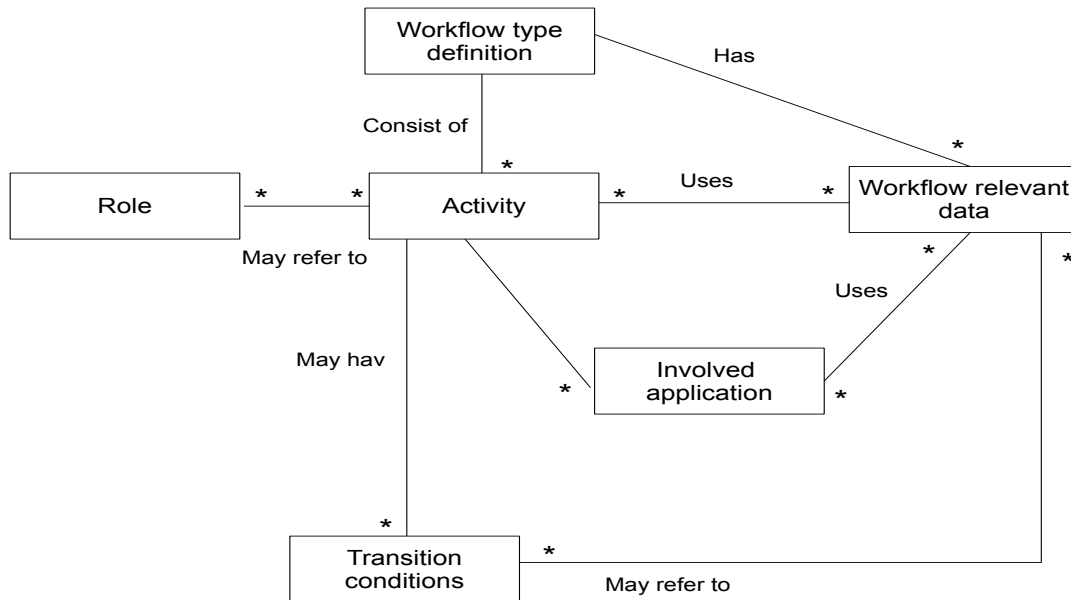 Workflow type
definition
Has
Consist of
*
*
Role
*
*
Activity
*
Uses
*
Workflow relevant
data
May refer to
*
*
Uses
May hav
Involved
application
*
*
*
Transition
conditions
*
May refer to